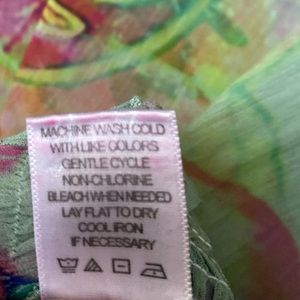 MACHINE WASH COLD
WITH LIKE COLORS
GENTLE CYCLE
NON-CHLORINE
BLEACH WHEN NEEDED
LAY FLAT TO DRY
COOL IRON
IF NECESSARY